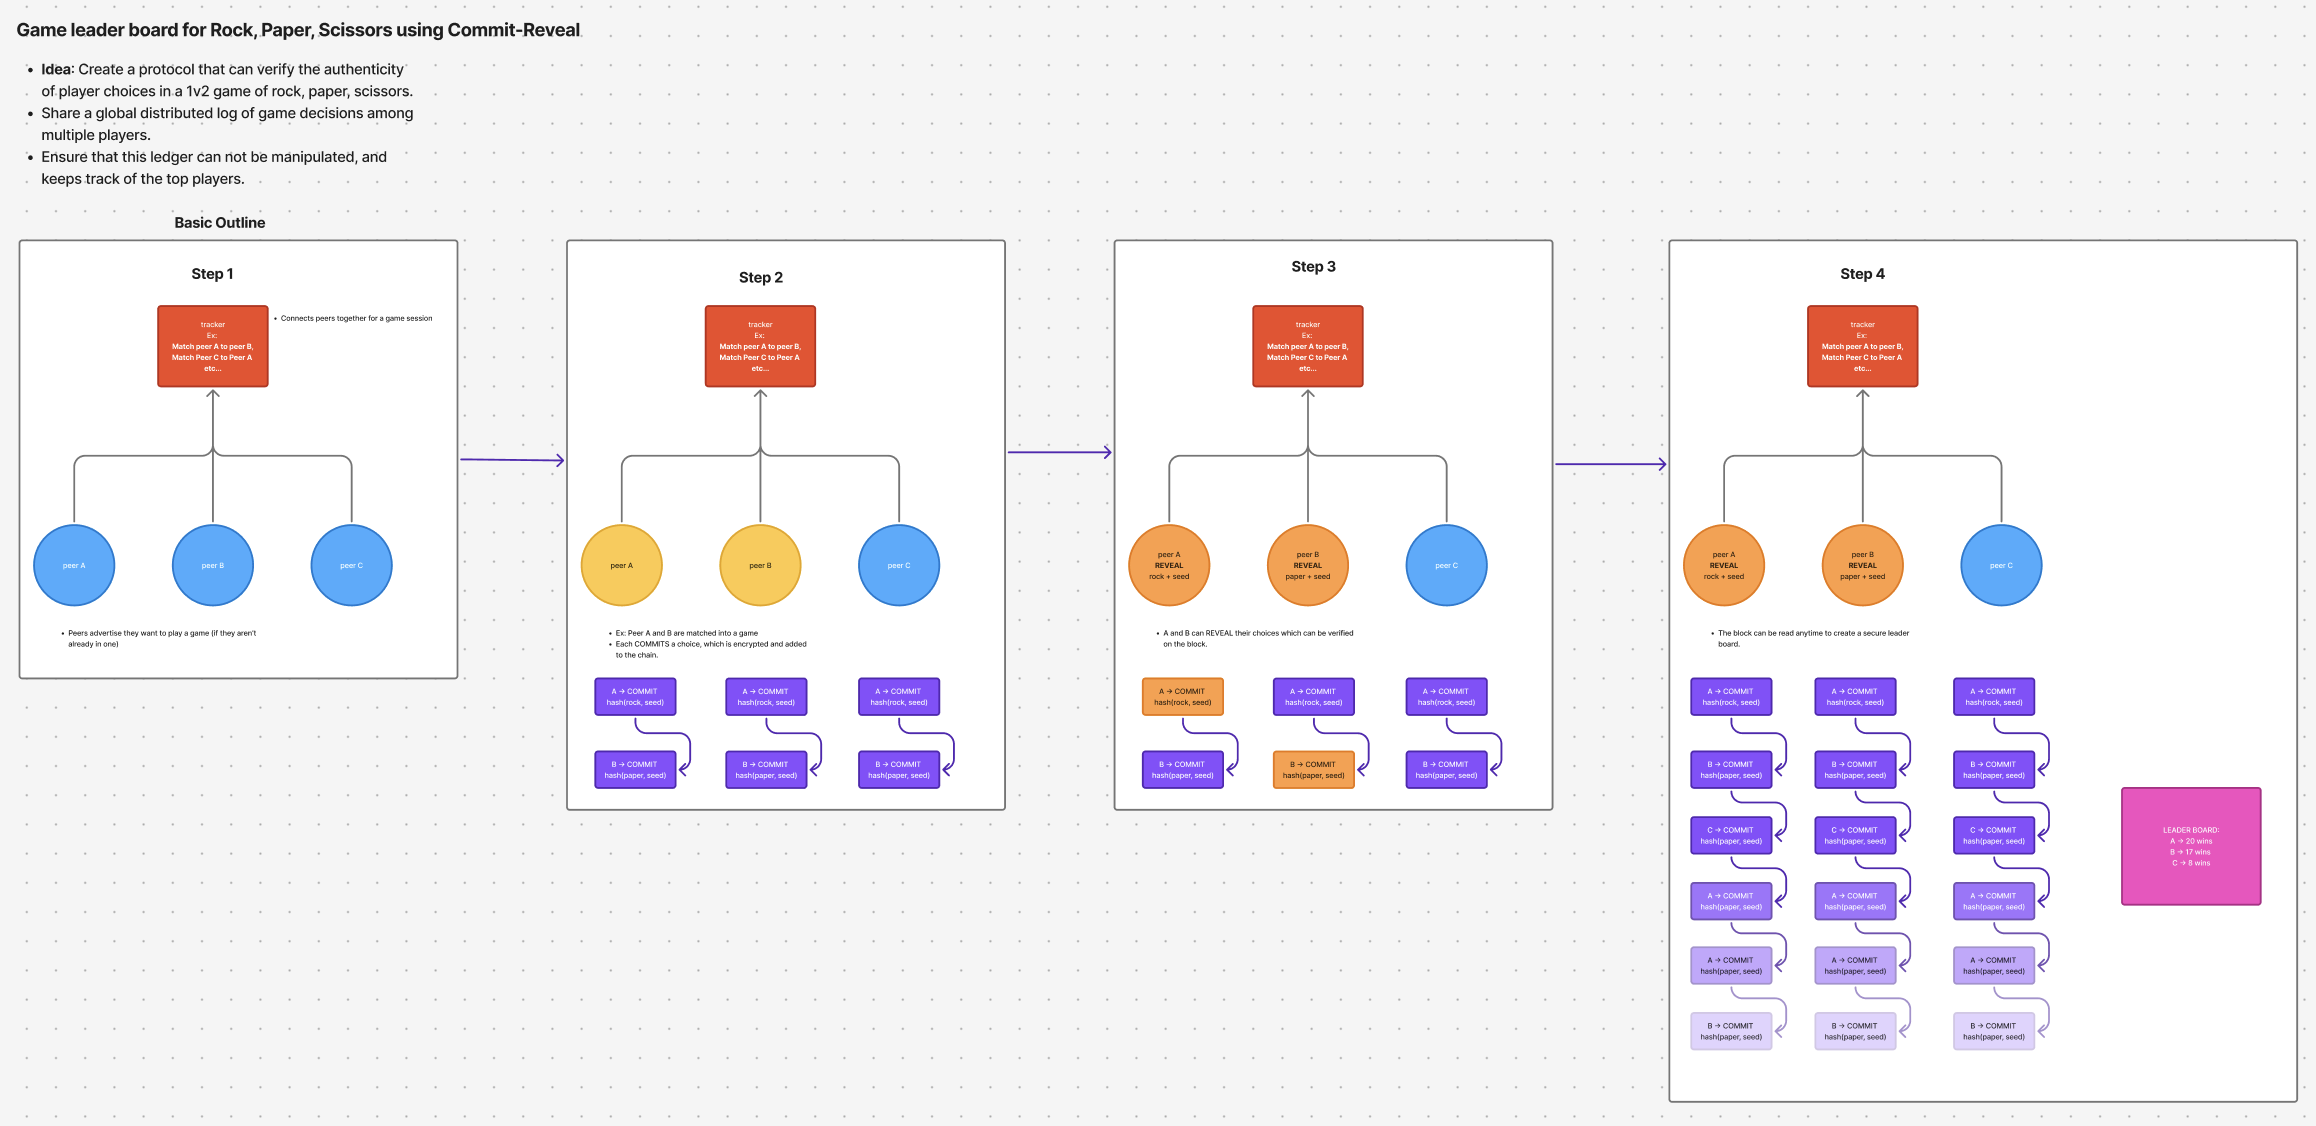 Game leader board for Rock, Paper, Scissors using Commit-Reveal
• Idea: Create a protocol that can verify the authenticity
of player choices in a 1v2 game of rock, paper, scissors.
• Share a global distributed log of game decisions among
multiple players.
• Ensure that this ledger can not be manipulated, and
keeps track of the top players.
Basic Outline
Step 1
tracker
Ex:
Match peer A to peer B,
Match Peer C to Peer A
etc...
• Connects peers together for a game session
peer A
peer B
peer C
• Peers advertise they want to play a game (if they aren't
already in one)
Step 2
tracker
Ex:
Match peer A to peer B,
Match Peer C to Peer A
etc...
peer A
peer B
peer C
• Ex: Peer A and B are matched into a game
• Each COMMITS a choice, which is encrypted and added
to the chain.
A → COMMIT
hash(rock, seed)
A → COMMIT
hash(rock, seed)
A → COMMIT
hash(rock, seed)
B → COMMIT
hash(paper, seed)
B → COMMIT
hash(paper, seed)
B → COMMIT
hash(paper, seed)
Step 3
tracker
Ex:
Match peer A to peer B,
Match Peer C to Peer A
etc...
peer A
REVEAL
rock + seed
peer B
REVEAL
paper + seed
peer C
• A and B can REVEAL their choices which can be verified
on the block.
A → COMMIT
hash(rock, seed)
A → COMMIT
hash(rock, seed)
A → COMMIT
hash(rock, seed)
B → COMMIT
hash(paper, seed)
B → COMMIT
hash(paper, seed)
B → COMMIT
hash(paper, seed)
Step 4
tracker
Ex:
Match peer A to peer B,
Match Peer C to Peer A
etc...
peer A
REVEAL
rock + seed
peer B
REVEAL
paper + seed
peer C
• The block can be read anytime to create a secure leader
board.
A → COMMIT
hash(rock, seed)
A → COMMIT
hash(rock, seed)
A → COMMIT
hash(rock, seed)
B → COMMIT
hash(paper, seed)
B → COMMIT
hash(paper, seed)
B → COMMIT
hash(paper, seed)
C → COMMIT
hash(paper, seed)
C → COMMIT
hash(paper, seed)
C → COMMIT
hash(paper, seed)
A → COMMIT
hash(paper, seed)
A → COMMIT
hash(paper, seed)
A → COMMIT
hash(paper, seed)
A → COMMIT
hash(paper, seed)
A → COMMIT
hash(paper, seed)
A → COMMIT
hash(paper, seed)
B → COMMIT
hash(paper, seed)
B → COMMIT
hash(paper, seed)
B → COMMIT
hash(paper, seed)
LEADER BOARD:
A → 20 wins
B → 17 wins
C → 8 wins